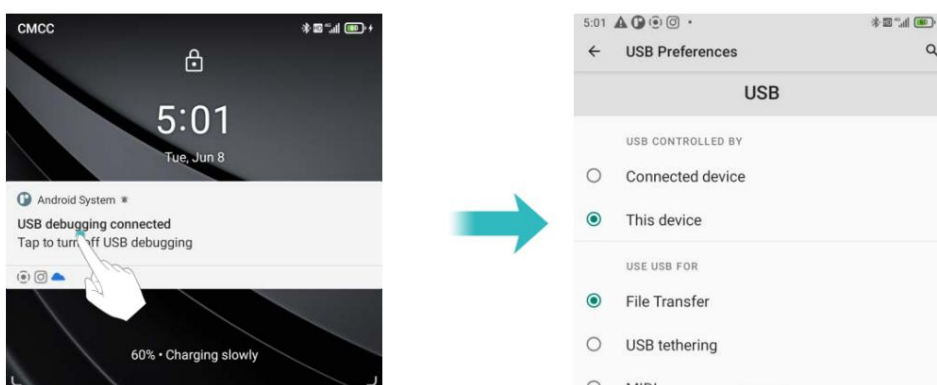 CMCC
5:01
Tue, Jun 8
Android System
USB debugging connected
Tap to turn off USB debugging
60% • Charging slowly
5:01
USB Preferences
USB
USB CONTROLLED BY
Connected device
This device
USE USB FOR
File Transfer
USB tethering